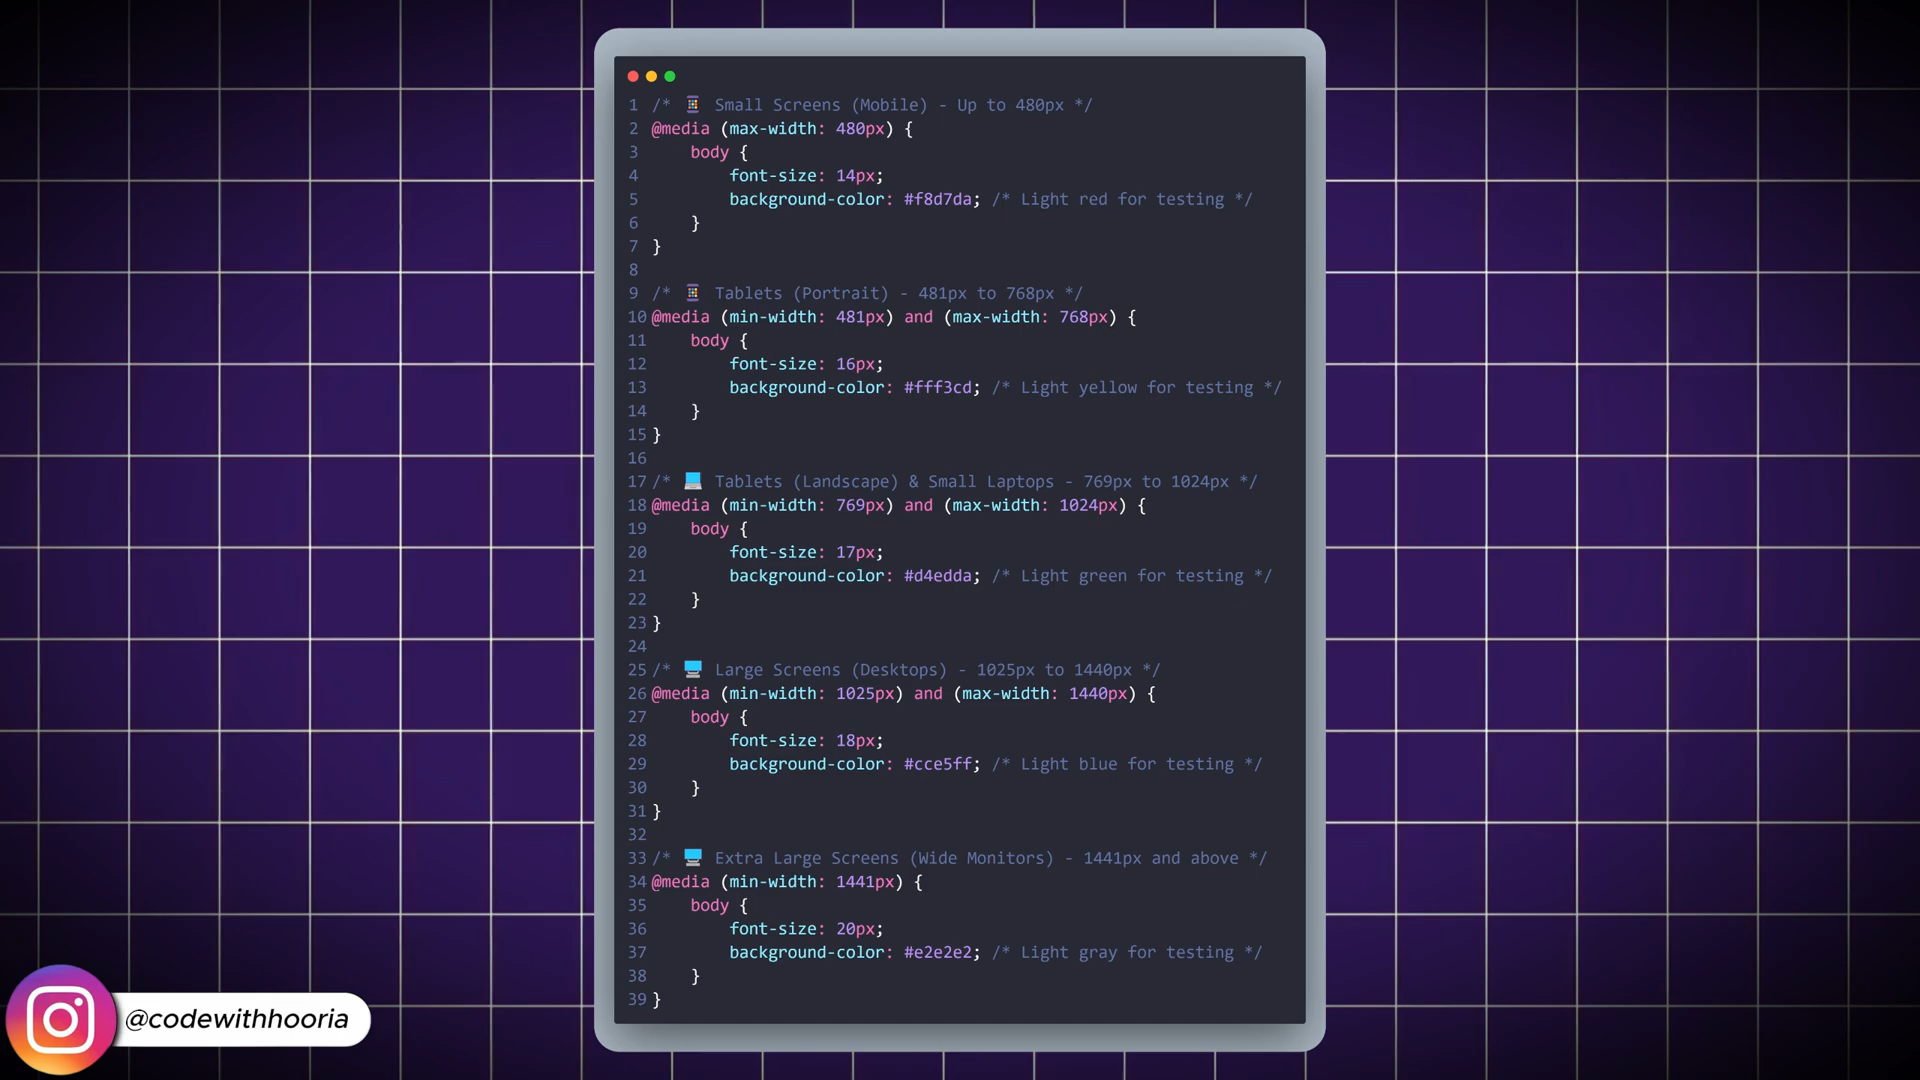 1 /* 📱 Small Screens (Mobile) - Up to 480px */
2 @media (max-width: 480px) {
3     body {
4         font-size: 14px;
5         background-color: #f8d7da; /* Light red for testing */
6     }
7 }
8
9 /* 📱 Tablets (Portrait) - 481px to 768px */
10 @media (min-width: 481px) and (max-width: 768px) {
11     body {
12         font-size: 16px;
13         background-color: #fff3cd; /* Light yellow for testing */
14     }
15 }
16
17 /* 💻 Tablets (Landscape) & Small Laptops - 769px to 1024px */
18 @media (min-width: 769px) and (max-width: 1024px) {
19     body {
20         font-size: 17px;
21         background-color: #d4edda; /* Light green for testing */
22     }
23 }
24
25 /* 🖥 Large Screens (Desktops) - 1025px to 1440px */
26 @media (min-width: 1025px) and (max-width: 1440px) {
27     body {
28         font-size: 18px;
29         background-color: #cce5ff; /* Light blue for testing */
30     }
31 }
32
33 /* 🖥 Extra Large Screens (Wide Monitors) - 1441px and above */
34 @media (min-width: 1441px) {
35     body {
36         font-size: 20px;
37         background-color: #e2e2e2; /* Light gray for testing */
38     }
39 }
@codewithhooria